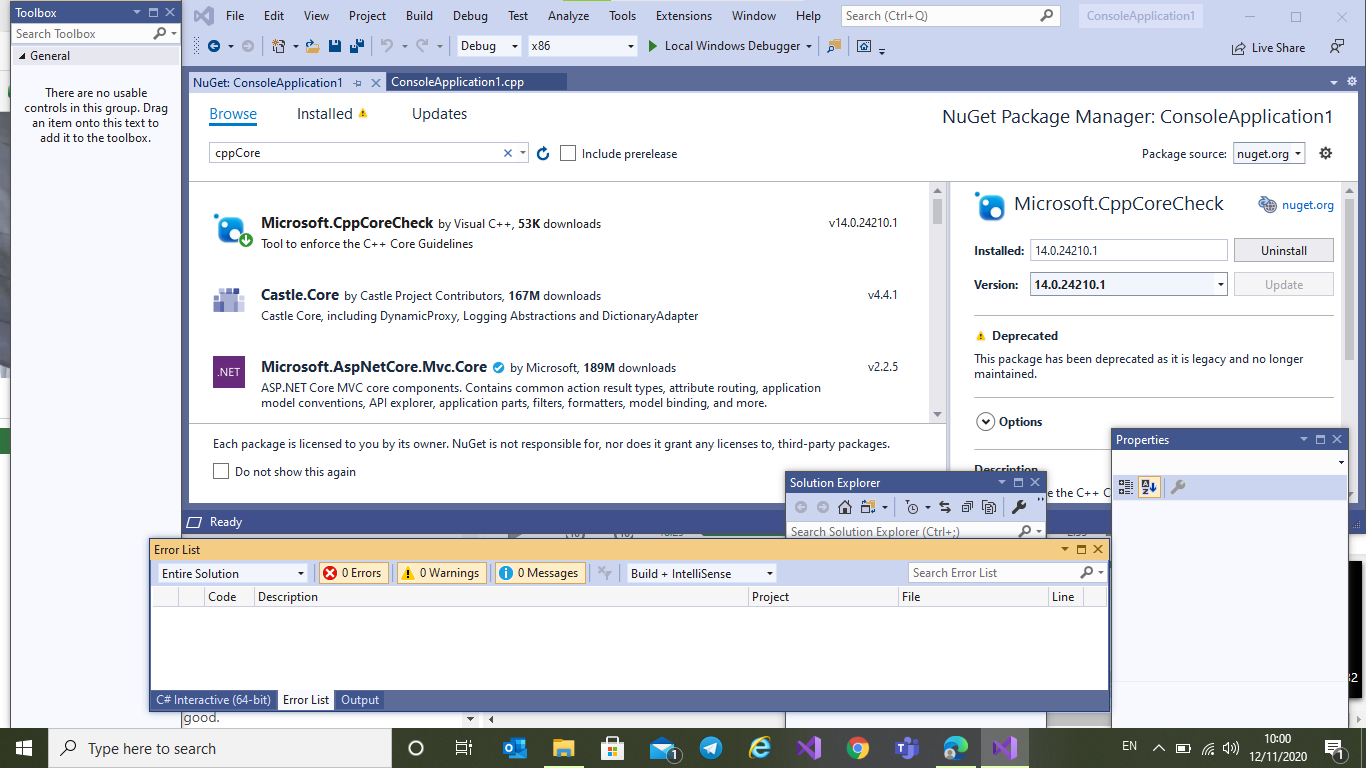 Toolbox
Search Toolbox
General
There are no usable
controls in this group. Drag
an item onto this text to
add it to the toolbox.
File Edit View Project Build Debug Test Analyze Tools Extensions Window Help
Search (Ctrl+Q)
ConsoleApplication1
Debug
x86
Local Windows Debugger
Live Share
NuGet: ConsoleApplication1
ConsoleApplication1.cpp
Browse
Installed
Updates
NuGet Package Manager: ConsoleApplication1
cppCore
Include prerelease
Package source: nuget.org
Microsoft.CppCoreCheck by Visual C++, 53K downloads
v14.0.24210.1
Tool to enforce the C++ Core Guidelines
Castle.Core by Castle Project Contributors, 167M downloads
v4.4.1
Castle Core, including DynamicProxy, Logging Abstractions and DictionaryAdapter
.NET
Microsoft.AspNetCore.Mvc.Core by Microsoft, 189M downloads
v2.2.5
ASP.NET Core MVC core components. Contains common action result types, attribute routing, application
model conventions, API explorer, application parts, filters, formatters, model binding, and more.
Each package is licensed to you by its owner. NuGet is not responsible for, nor does it grant any licenses to, third-party packages.
Do not show this again
Microsoft.CppCoreCheck
nuget.org
Installed: 14.0.24210.1 Uninstall
Version: 14.0.24210.1 Update
Deprecated
This package has been deprecated as it is legacy and no longer
maintained.
Options
Description
e the C++ C
Properties
Solution Explorer
Search Solution Explorer (Ctrl+;)
Ready
Error List
Entire Solution
0 Errors
0 Warnings
0 Messages
Build + IntelliSense
Search Error List
Code Description Project File Line
C# Interactive (64-bit) Error List Output
good.
Type here to search
1
EN
10:00
12/11/2020
1